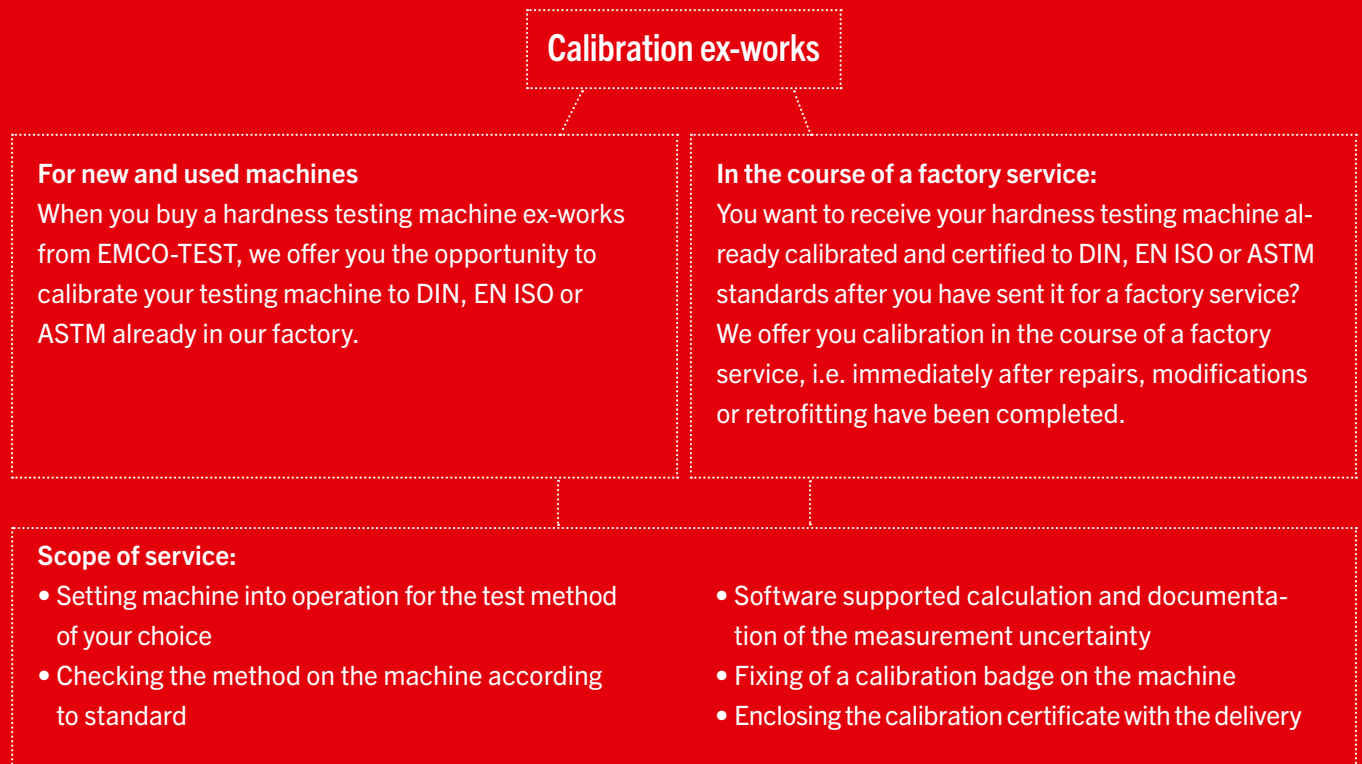 Calibration ex-works
For new and used machines
When you buy a hardness testing machine ex-works
from EMCO-TEST, we offer you the opportunity to
calibrate your testing machine to DIN, EN ISO or
ASTM already in our factory.
In the course of a factory service:
You want to receive your hardness testing machine al-
ready calibrated and certified to DIN, EN ISO or ASTM
standards after you have sent it for a factory service?
We offer you calibration in the course of a factory
service, i.e. immediately after repairs, modifications
or retrofitting have been completed.
Scope of service:
• Setting machine into operation for the test method
of your choice
• Checking the method on the machine according
to standard
• Software supported calculation and documenta-
tion of the measurement uncertainty
• Fixing of a calibration badge on the machine
• Enclosing the calibration certificate with the delivery